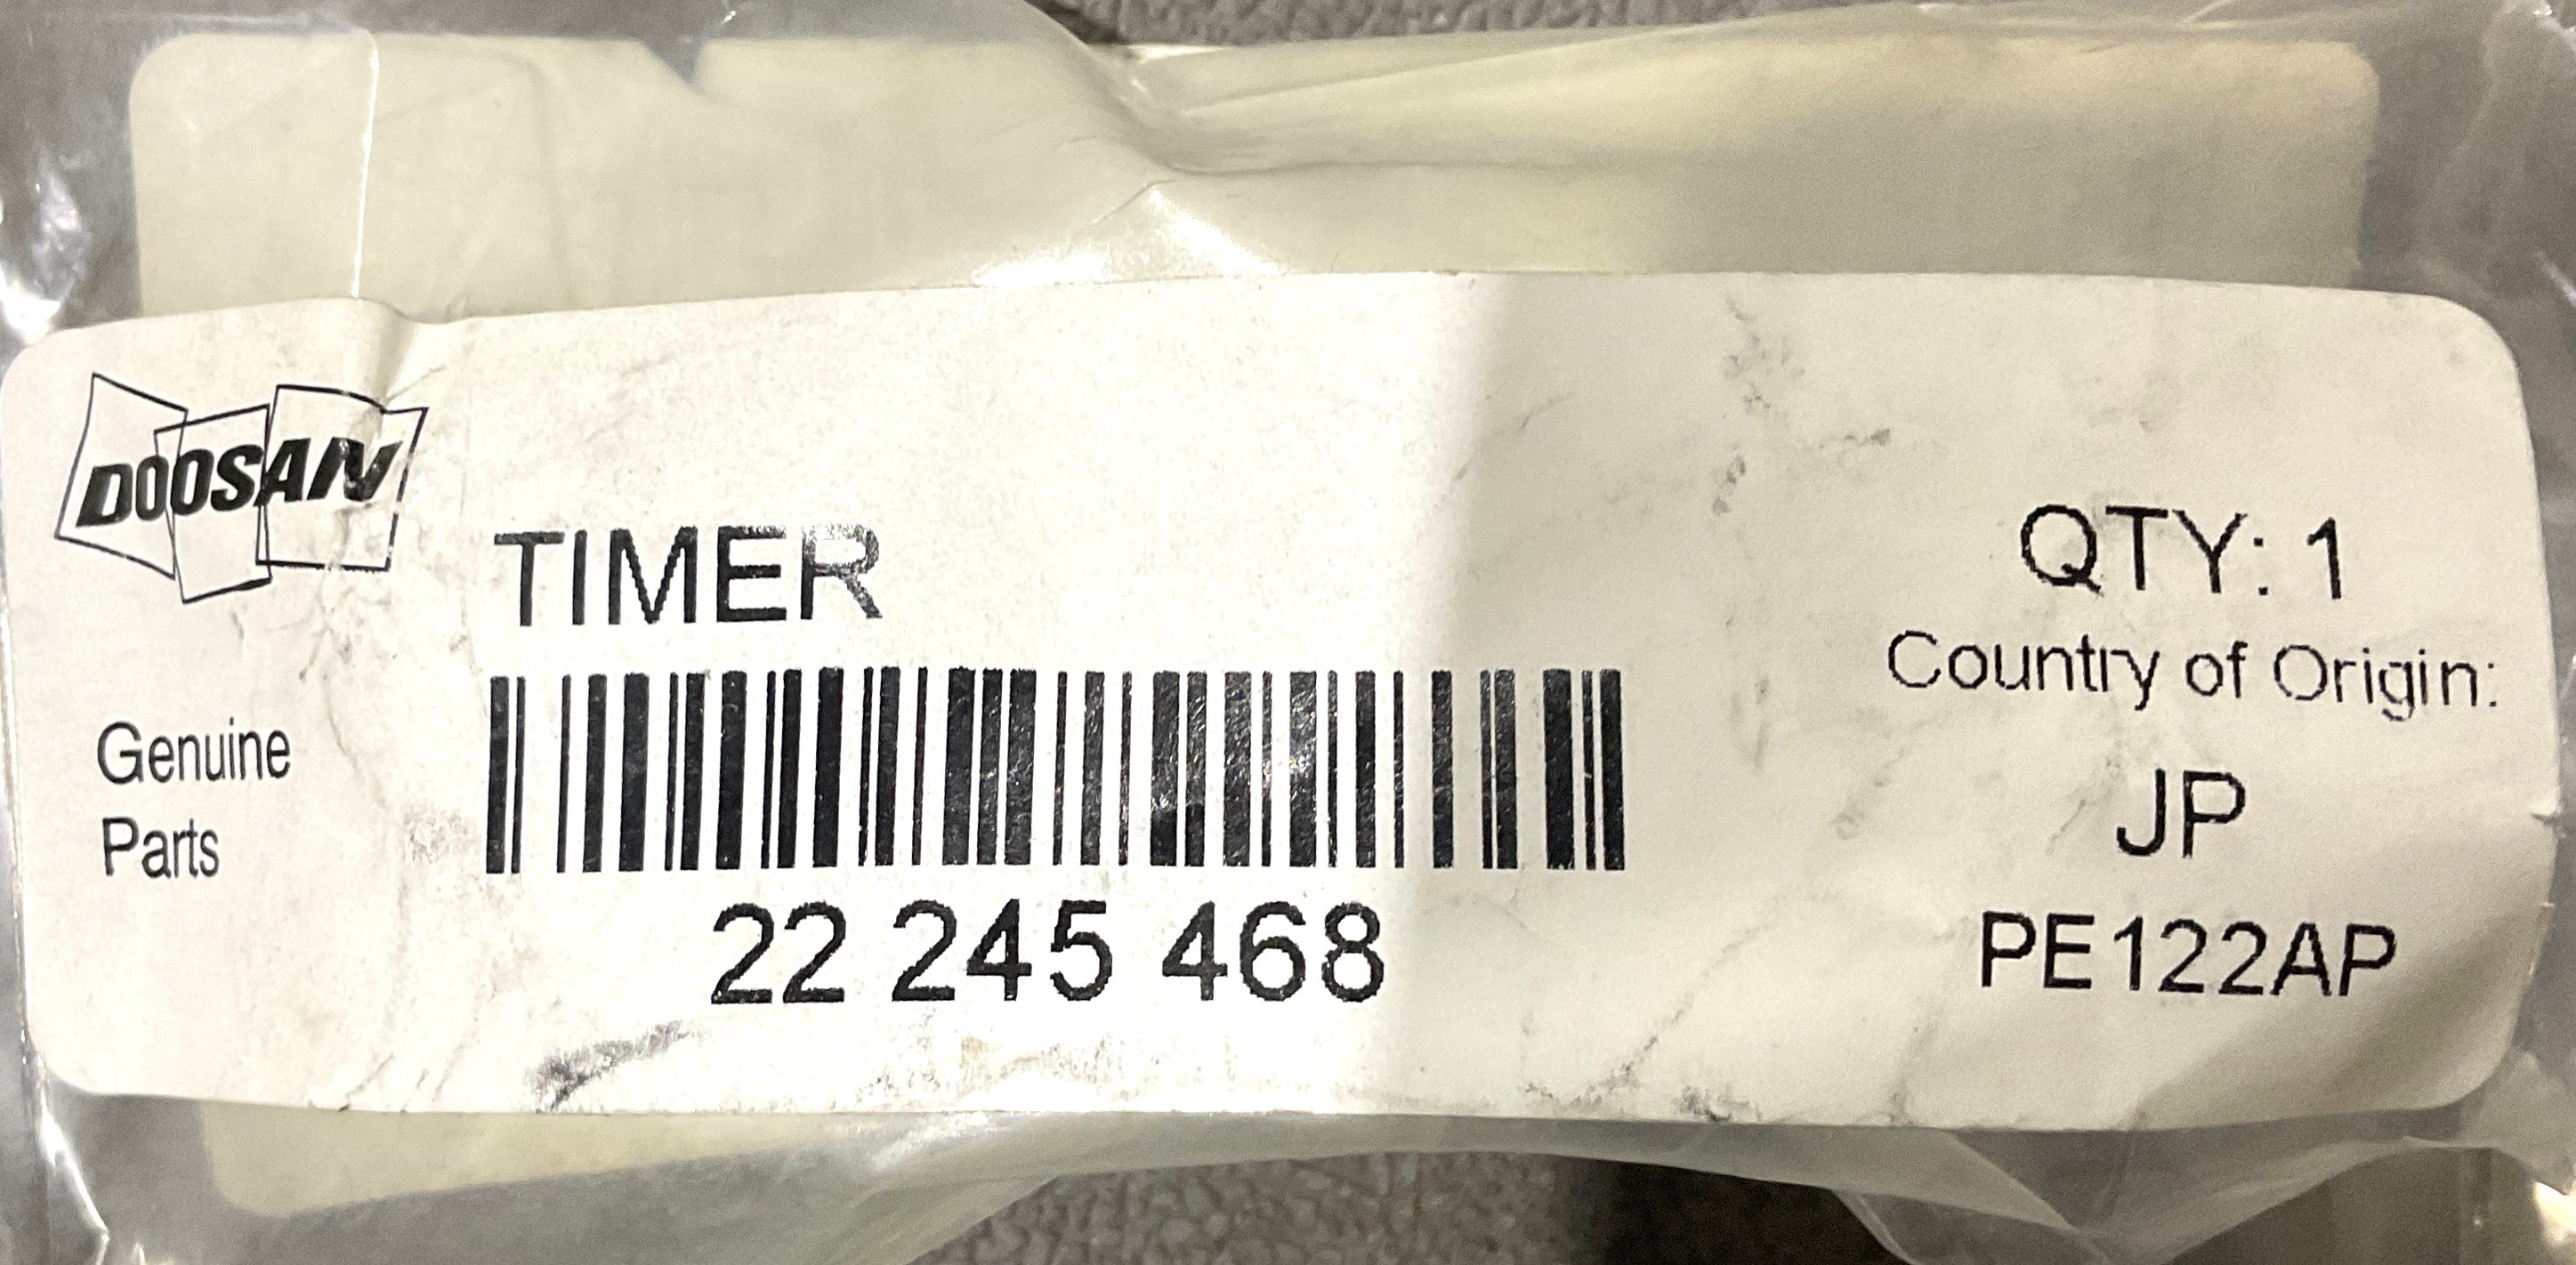 DOOSAN
Genuine
Parts
TIMER
22 245 468
QTY: 1
Country of Origin:
JP
PE122AP